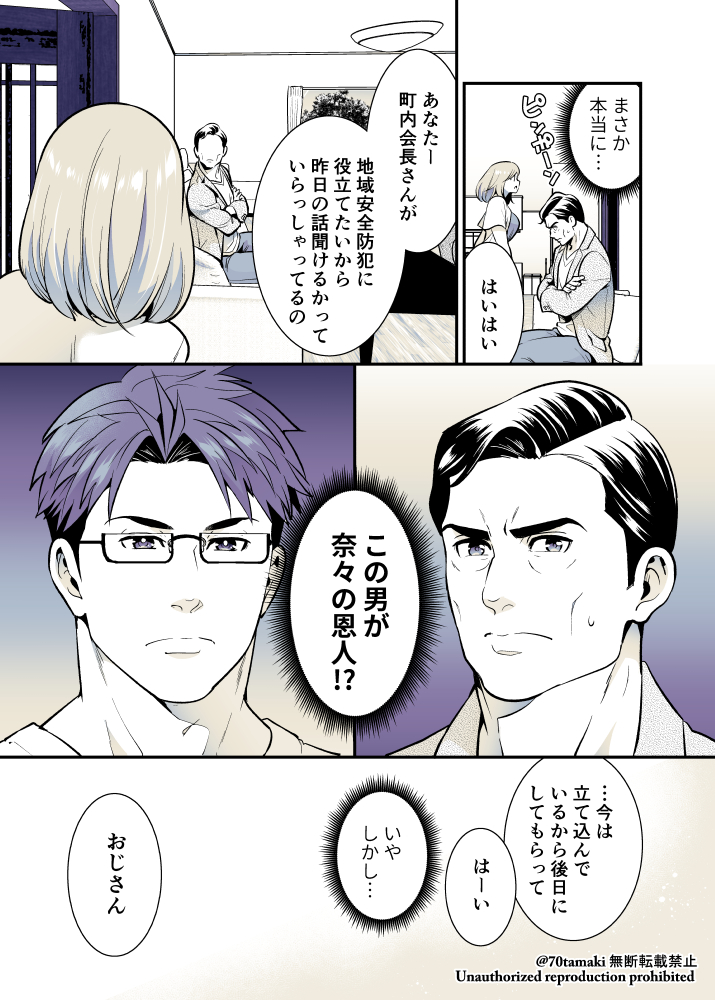 まさか
本当に…
ピンポーン
はいはい
あなたー
町内会長さんが
地域安全防犯に
役立てたいから
昨日の話聞けるかって
いらっしゃってるの
この男が
奈々の恩人!?
…今は
立て込んで
いるから後日に
してもらって
はーい
いや
しかし…
おじさん
@70tamaki 無断転載禁止
Unauthorized reproduction prohibited